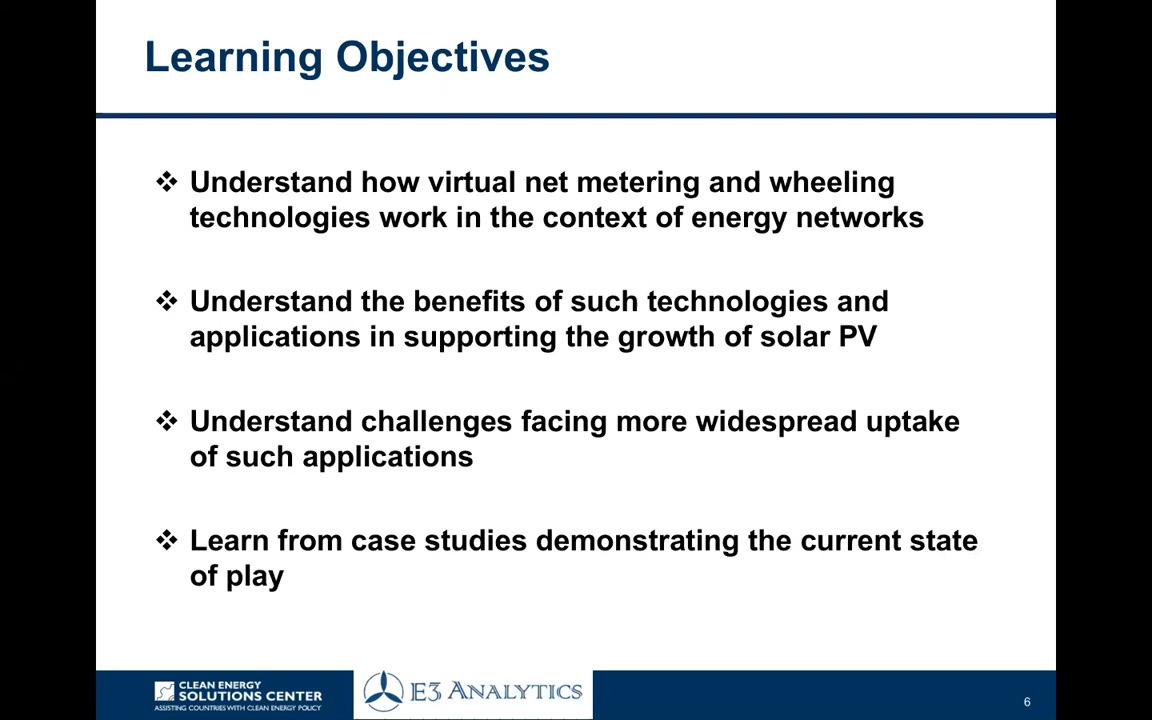 Learning Objectives
❖ Understand how virtual net metering and wheeling
technologies work in the context of energy networks
❖ Understand the benefits of such technologies and
applications in supporting the growth of solar PV
❖ Understand challenges facing more widespread uptake
of such applications
❖ Learn from case studies demonstrating the current state
of play
CLEAN ENERGY
SOLUTIONS CENTER
ASSISTING COUNTRIES WITH CLEAN ENERGY POLICY
E3 ANALYTICS
6